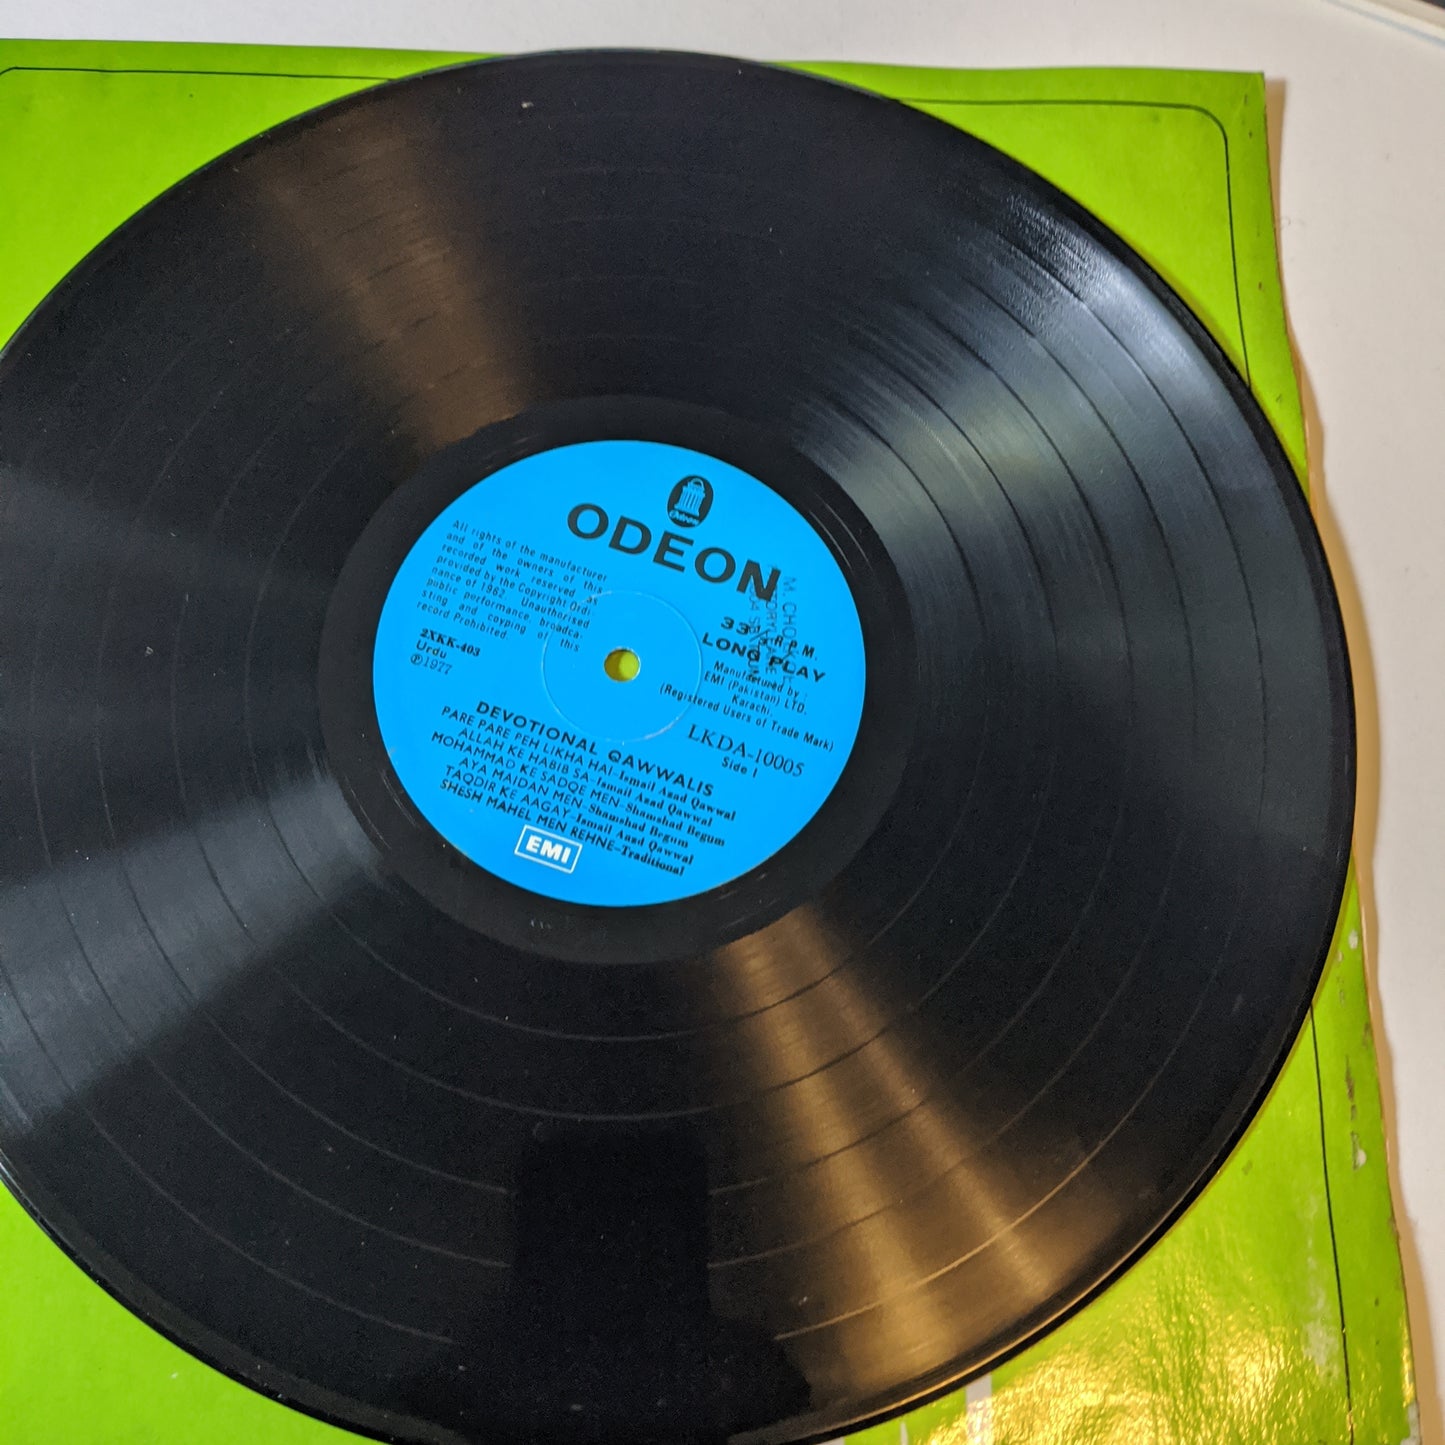 Odeon
ODEON
All rights of the manufacturer
and of the owners of this
recorded work reserved as
provided by the Copyright Ordi-
nance of 1962. Unauthorised
public performance, broadca-
sting and coyping of this
record Prohibited.
2XKK-403
Urdu
℗1977
33⅓ R.P.M.
LONG PLAY
Manufactured by :
EMI (Pakistan) LTD.
Karachi.
(Registered Users of Trade Mark)
LKDA-10005
Side 1
M. CHO
DEVOTIONAL QAWWALIS
PARE PARE PEH LIKHA HAI–Ismail Azad Qawwal
ALLAH KE HABIB SA–Ismail Azad Qawwal
MOHAMMAD KE SADQE MEN–Shamshad Begum
AYA MAIDAN MEN–Shamshad Begum
TAQDIR KE AAGAY–Ismail Azad Qawwal
SHESH MAHEL MEN REHNE–Traditional
EMI